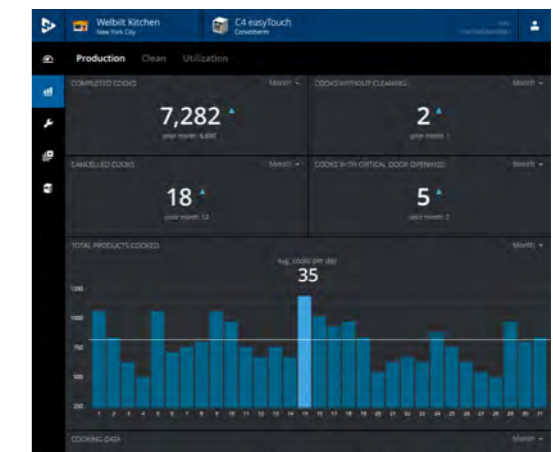 Welbilt Kitchen
New York City
C4 easyTouch
Convotherm
Production Clean Utilization
COMPLETED COOKS Month
7,282
prior month: 6,800
COOKS WITHOUT CLEANING Month
2
prior month: 1
CANCELLED COOKS Month
18
prior month: 12
COOKS WITH OPTICAL DOOR OPENINGS Month
5
prior month: 2
TOTAL PRODUCTS COOKED Month
Avg. cooks per day
35
1250
1000
750
500
250
1 2 3 4 5 6 7 8 9 10 11 12 13 14 15 16 17 18 19 20 21 22 23 24 25 26 27 28 29 30 31
COOKING DATA Month